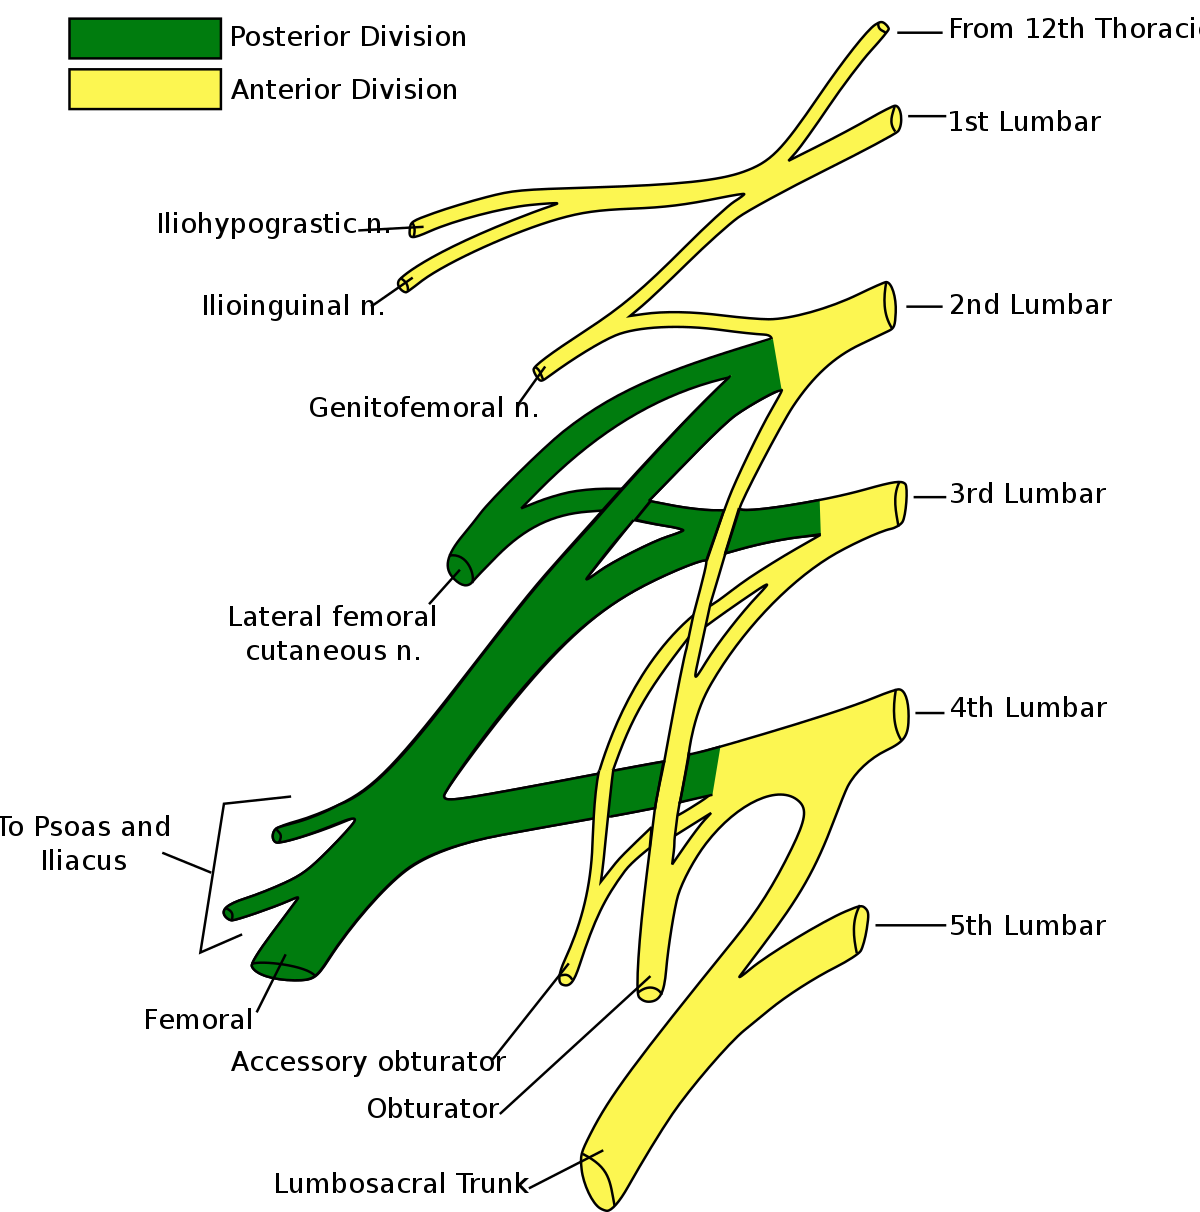 Posterior Division
Anterior Division
From 12th Thoraci
1st Lumbar
Iliohypograstic n.
Ilioinguinal n.
2nd Lumbar
Genitofemoral n.
3rd Lumbar
Lateral femoral
cutaneous n.
4th Lumbar
To Psoas and
Iliacus
5th Lumbar
Femoral
Accessory obturator
Obturator
Lumbosacral Trunk